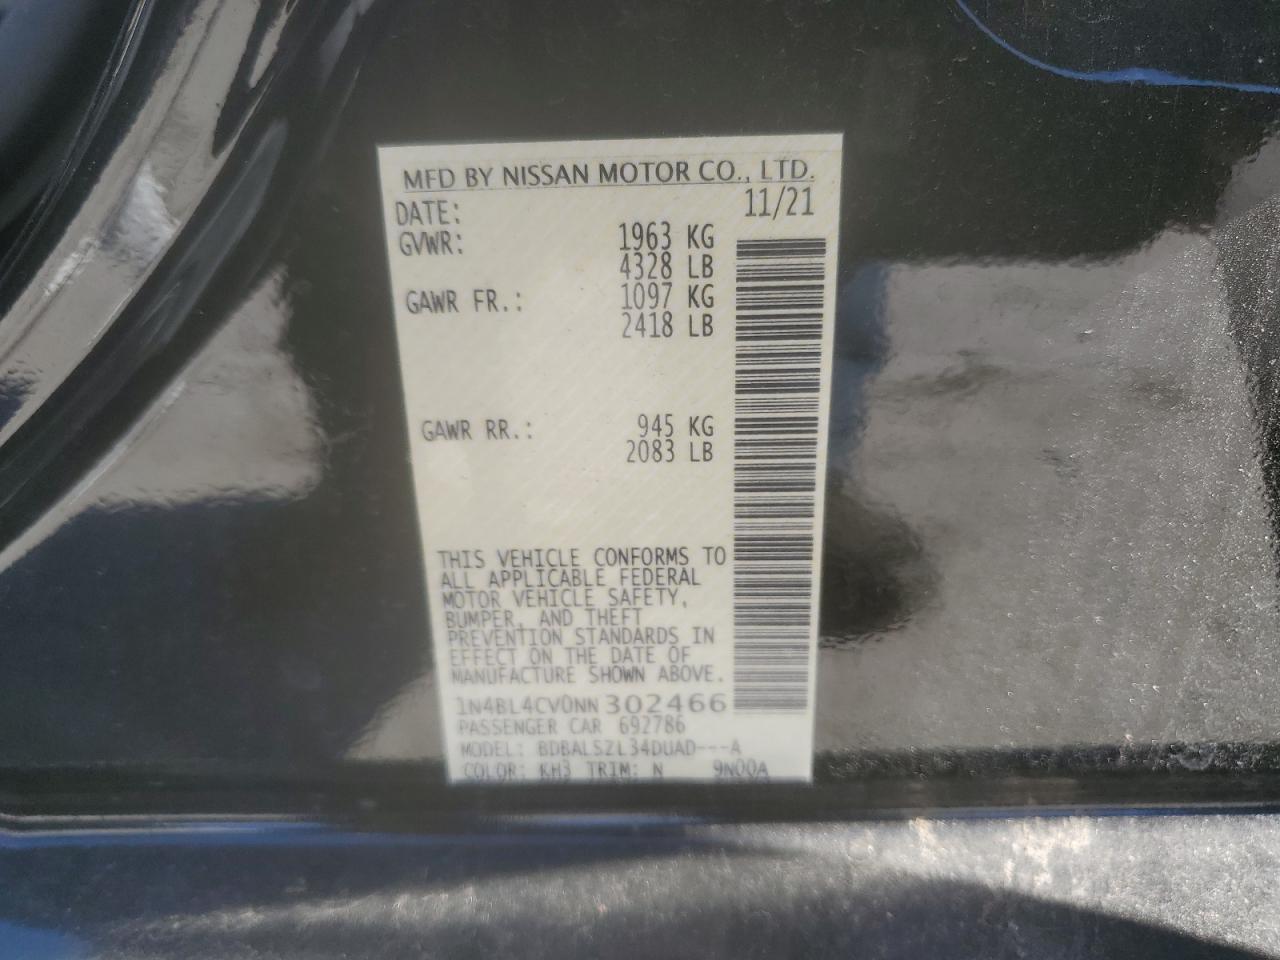 MFD BY NISSAN MOTOR CO., LTD.
DATE: 11/21
GVWR: 1963 KG
4328 LB
GAWR FR.: 1097 KG
2418 LB
GAWR RR.: 945 KG
2083 LB
THIS VEHICLE CONFORMS TO
ALL APPLICABLE FEDERAL
MOTOR VEHICLE SAFETY,
BUMPER, AND THEFT
PREVENTION STANDARDS IN
EFFECT ON THE DATE OF
MANUFACTURE SHOWN ABOVE.
1N4BL4CV0NN302466
PASSENGER CAR 692786
MODEL: BDBALSZL34DUAD---A
COLOR: KH3 TRIM: N 9N00A